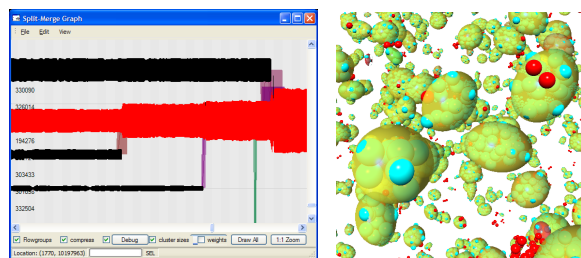 Split-Merge Graph
File Edit View
330090
326014
194276
303433
332504
Flowgroups compress Debug cluster sizes weights Draw All 1:1 Zoom
Location: (1770, 10197963) SEL